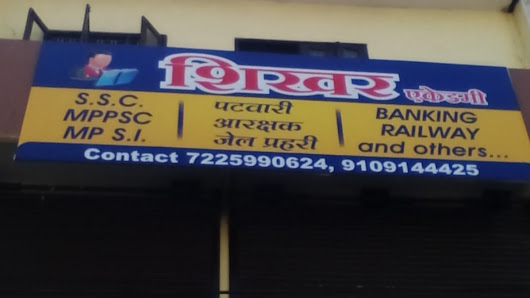 शिखर एकेडमी
S.S.C.
MPPSC
MP S.I.
पटवारी
आरक्षक
जेल प्रहरी
BANKING
RAILWAY
and others...
Contact 7225990624, 9109144425